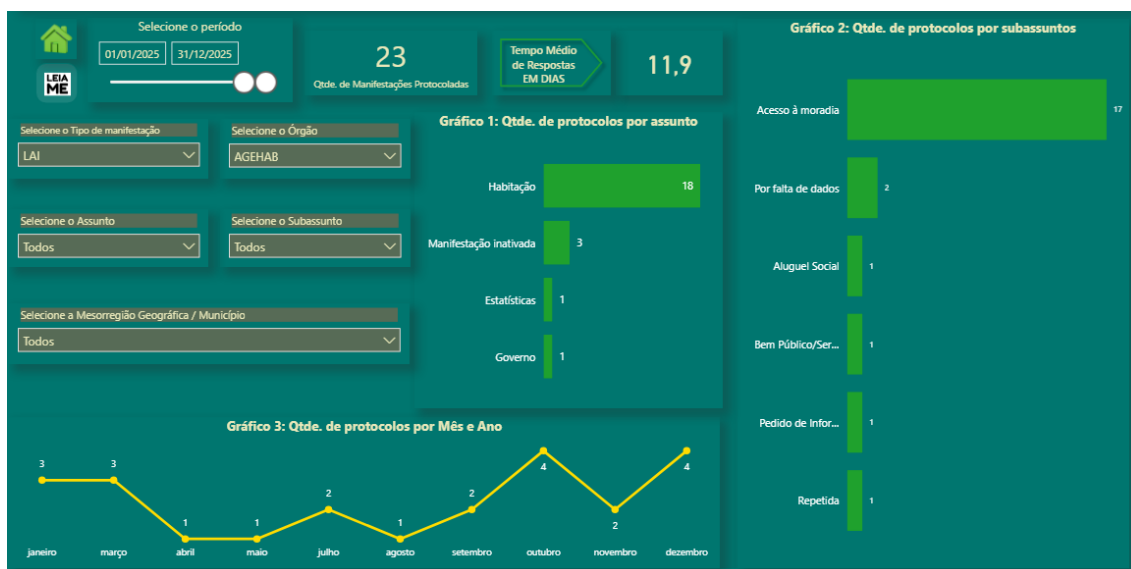 Selecione o período
01/01/2025
31/12/2025
LEIA
ME
23
Qtde. de Manifestações Protocoladas
Tempo Médio
de Respostas
EM DIAS
11,9
Selecione o Tipo de manifestação
LAI
Selecione o Órgão
AGEHAB
Selecione o Assunto
Todos
Selecione o Subassunto
Todos
Selecione a Mesorregião Geográfica / Município
Todos
Gráfico 1: Qtde. de protocolos por assunto
Habitação 18
Manifestação inativada 3
Estatísticas 1
Governo 1
Gráfico 2: Qtde. de protocolos por subassuntos
Acesso à moradia 17
Por falta de dados 2
Aluguel Social 1
Bem Público/Ser... 1
Pedido de Infor... 1
Repetida 1
Gráfico 3: Qtde. de protocolos por Mês e Ano
3 3 1 1 2 1 2 4 2 4
janeiro março abril maio julho agosto setembro outubro novembro dezembro